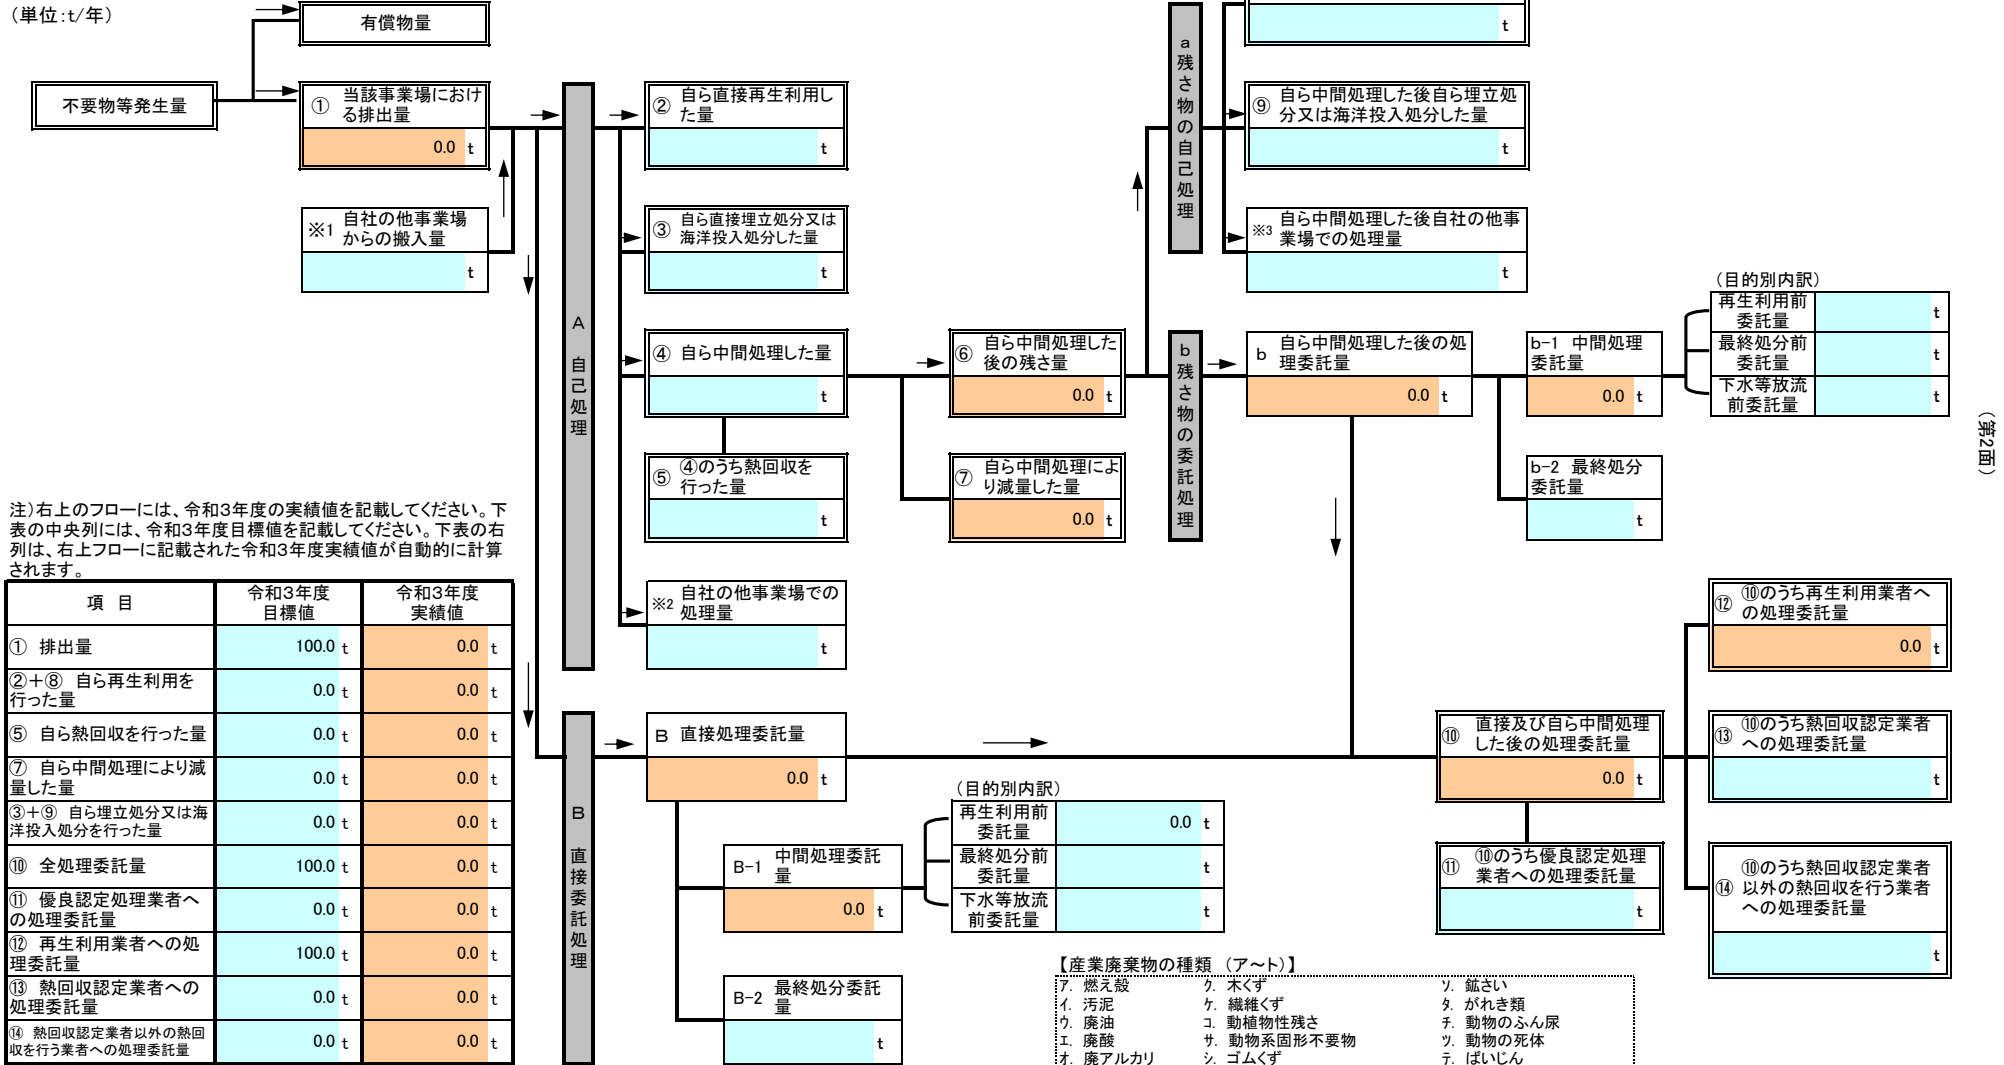 (単位:t/年)
有償物量
不要物等発生量
① 当該事業場におけ
る排出量
0.0 t
※1 自社の他事業場
からの搬入量
t
A 自己処理
② 自ら直接再生利用し
た量
t
③ 自ら直接埋立処分又は
海洋投入処分した量
t
④ 自ら中間処理した量
t
⑤ ④のうち熱回収を
行った量
t
※2 自社の他事業場での
処理量
t
⑥ 自ら中間処理した
後の残さ量
0.0 t
⑦ 自ら中間処理によ
り減量した量
0.0 t
a 残さ物の自己処理
t
⑨ 自ら中間処理した後自ら埋立処
分又は海洋投入処分した量
t
※3 自ら中間処理した後自社の他事
業場での処理量
t
b 残さ物の委託処理
b 自ら中間処理した後の処
理委託量
0.0 t
b-1 中間処理
委託量
0.0 t
(目的別内訳)
再生利用前
委託量
t
最終処分前
委託量
t
下水等放流
前委託量
t
b-2 最終処分
委託量
t
(第2面)
注)右上のフローには、令和3年度の実績値を記載してください。下
表の中央列には、令和3年度目標値を記載してください。下表の右
列は、右上フローに記載された令和3年度実績値が自動的に計算
されます。
項 目 令和3年度 目標値 令和3年度 実績値
① 排出量 100.0 t 0.0 t
②+⑧ 自ら再生利用を
行った量 0.0 t 0.0 t
⑤ 自ら熱回収を行った量 0.0 t 0.0 t
⑦ 自ら中間処理により減
量した量 0.0 t 0.0 t
③+⑨ 自ら埋立処分又は海
洋投入処分を行った量 0.0 t 0.0 t
⑩ 全処理委託量 100.0 t 0.0 t
⑪ 優良認定処理業者へ
の処理委託量 0.0 t 0.0 t
⑫ 再生利用業者への処
理委託量 100.0 t 0.0 t
⑬ 熱回収認定業者への
処理委託量 0.0 t 0.0 t
⑭ 熱回収認定業者以外の熱回
収を行う業者への処理委託量 0.0 t 0.0 t
B 直接委託処理
B 直接処理委託量
0.0 t
B-1 中間処理委託
量
0.0 t
(目的別内訳)
再生利用前
委託量
0.0 t
最終処分前
委託量
t
下水等放流
前委託量
t
B-2 最終処分委託
量
t
⑩ 直接及び自ら中間処理
した後の処理委託量
0.0 t
⑪ ⑩のうち優良認定処理
業者への処理委託量
t
⑫ ⑩のうち再生利用業者へ
の処理委託量
0.0 t
⑬ ⑩のうち熱回収認定業者
への処理委託量
t
⑭ ⑩のうち熱回収認定業者
以外の熱回収を行う業者
への処理委託量
t
【産業廃棄物の種類 (ア~ト)】
ア. 燃え殻 ク. 木くず ソ. 鉱さい
イ. 汚泥 ケ. 繊維くず タ. がれき類
ウ. 廃油 コ. 動植物性残さ チ. 動物のふん尿
エ. 廃酸 サ. 動物系固形不要物 ツ. 動物の死体
オ. 廃アルカリ シ. ゴムくず テ. ばいじん